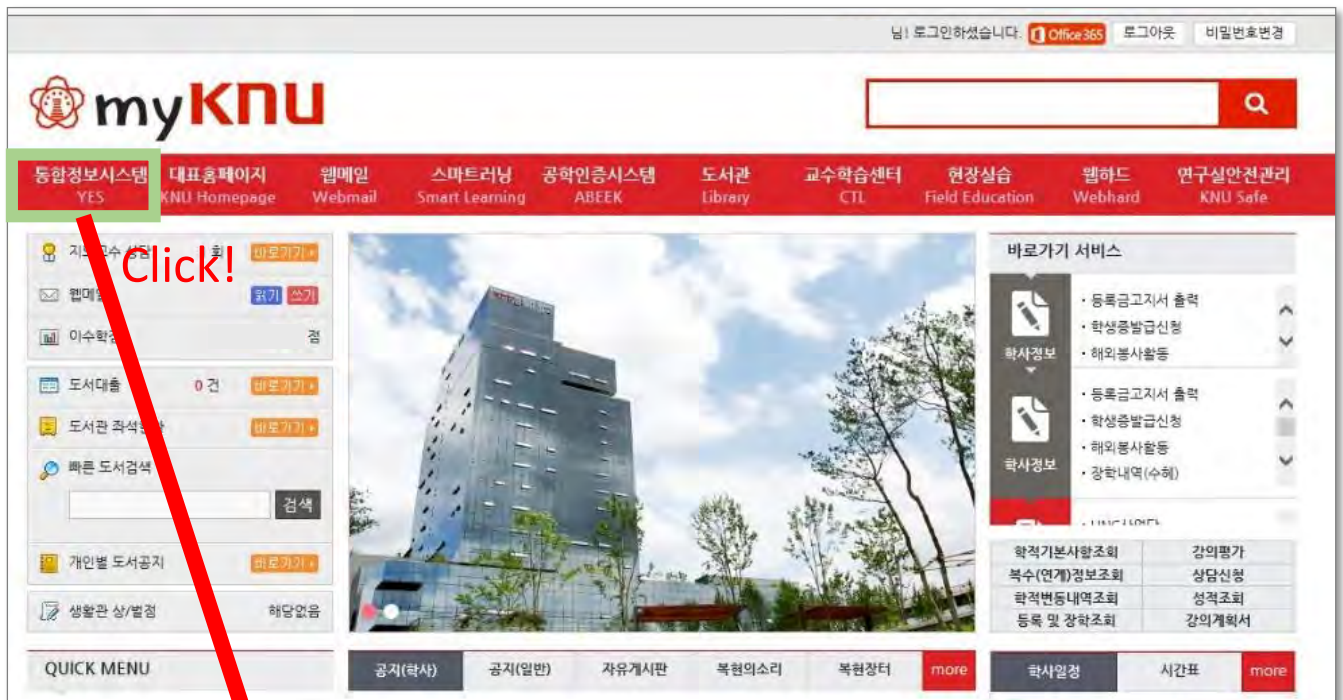 님! 로그인하셨습니다. Office 365 로그아웃 비밀번호변경
myKNU
통합정보시스템 대표홈페이지 웹메일 스마트러닝 공학인증시스템 도서관 교수학습센터 현장실습 웹하드 연구실안전관리
YES KNU Homepage Webmail Smart Learning ABEEK Library CTL Field Education Webhard KNU Safe
상담 회 바로가기
Click!
읽기 쓰기
점
도서대출 0 건 바로가기
도서관 바로가기
빠른 도서검색
검색
개인별 도서공지 바로가기
생활관 상/벌점 해당없음
QUICK MENU
바로가기 서비스
학사정보
· 등록금고지서 출력
· 학생증발급신청
· 해외봉사활동
학사정보
· 등록금고지서 출력
· 학생증발급신청
· 해외봉사활동
· 장학내역(수혜)
학적기본사항조회 강의평가
복수(연계)정보조회 상담신청
학적변동내역조회 성적조회
등록 및 장학조회 강의계획서
공지(학사) 공지(일반) 자유게시판 복현의소리 복현장터 more
학사일정 시간표 more